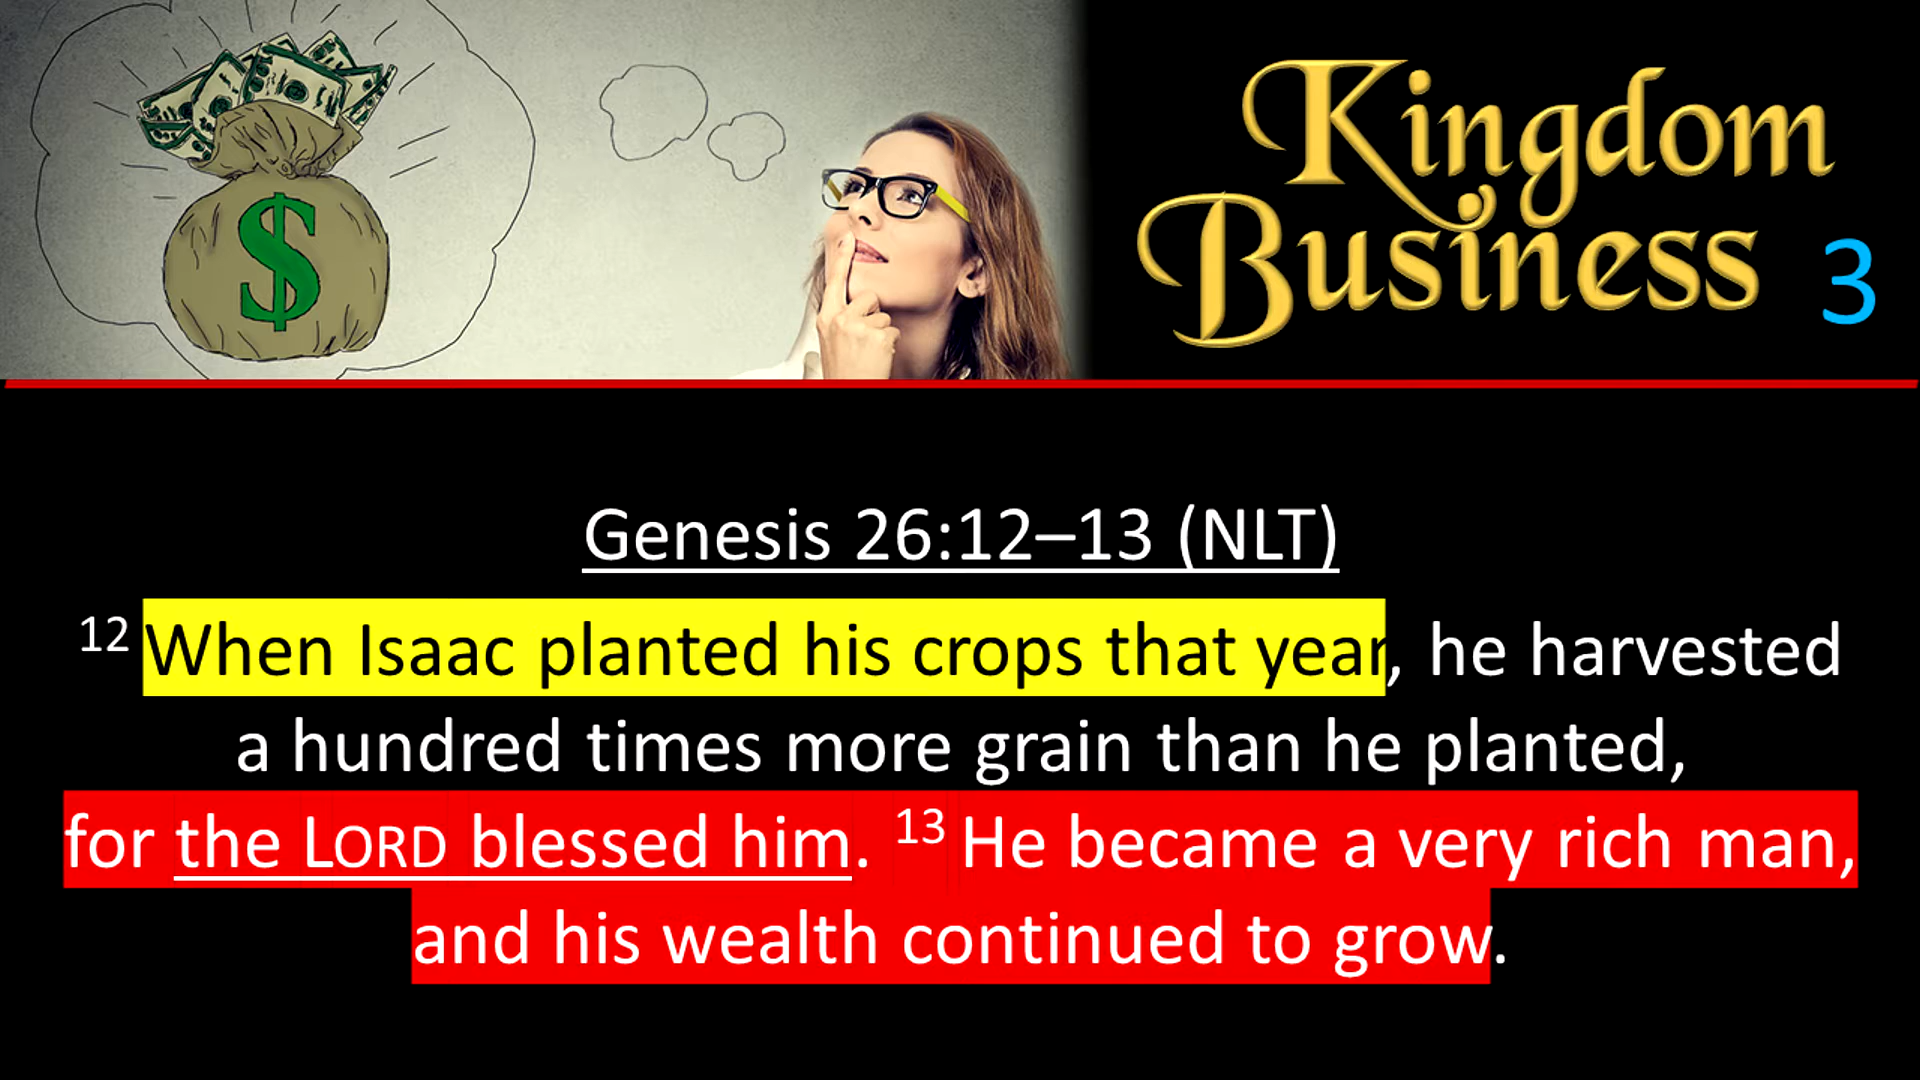 $
Kingdom
Business 3
Genesis 26:12–13 (NLT)
12 When Isaac planted his crops that year, he harvested
a hundred times more grain than he planted,
for the LORD blessed him. 13 He became a very rich man,
and his wealth continued to grow.